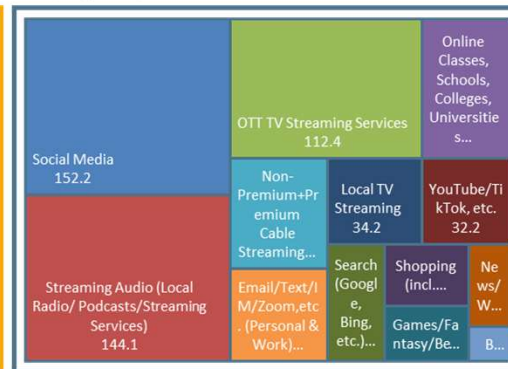 Social Media
152.2
Streaming Audio (Local
Radio/ Podcasts/Streaming
Services)
144.1
OTT TV Streaming Services
112.4
Online
Classes,
Schools,
Colleges,
Universitie
s...
Non-
Premium+Pr
emium
Cable
Streaming...
Local TV
Streaming
34.2
YouTube/Ti
kTok, etc.
32.2
Email/Text/I
M/Zoom,etc
. (Personal &
Work)...
Search
(Googl
e,
Bing,
etc.)...
Shopping
(incl....
Ne
ws/
W...
Games/Fa
ntasy/Be...
B...